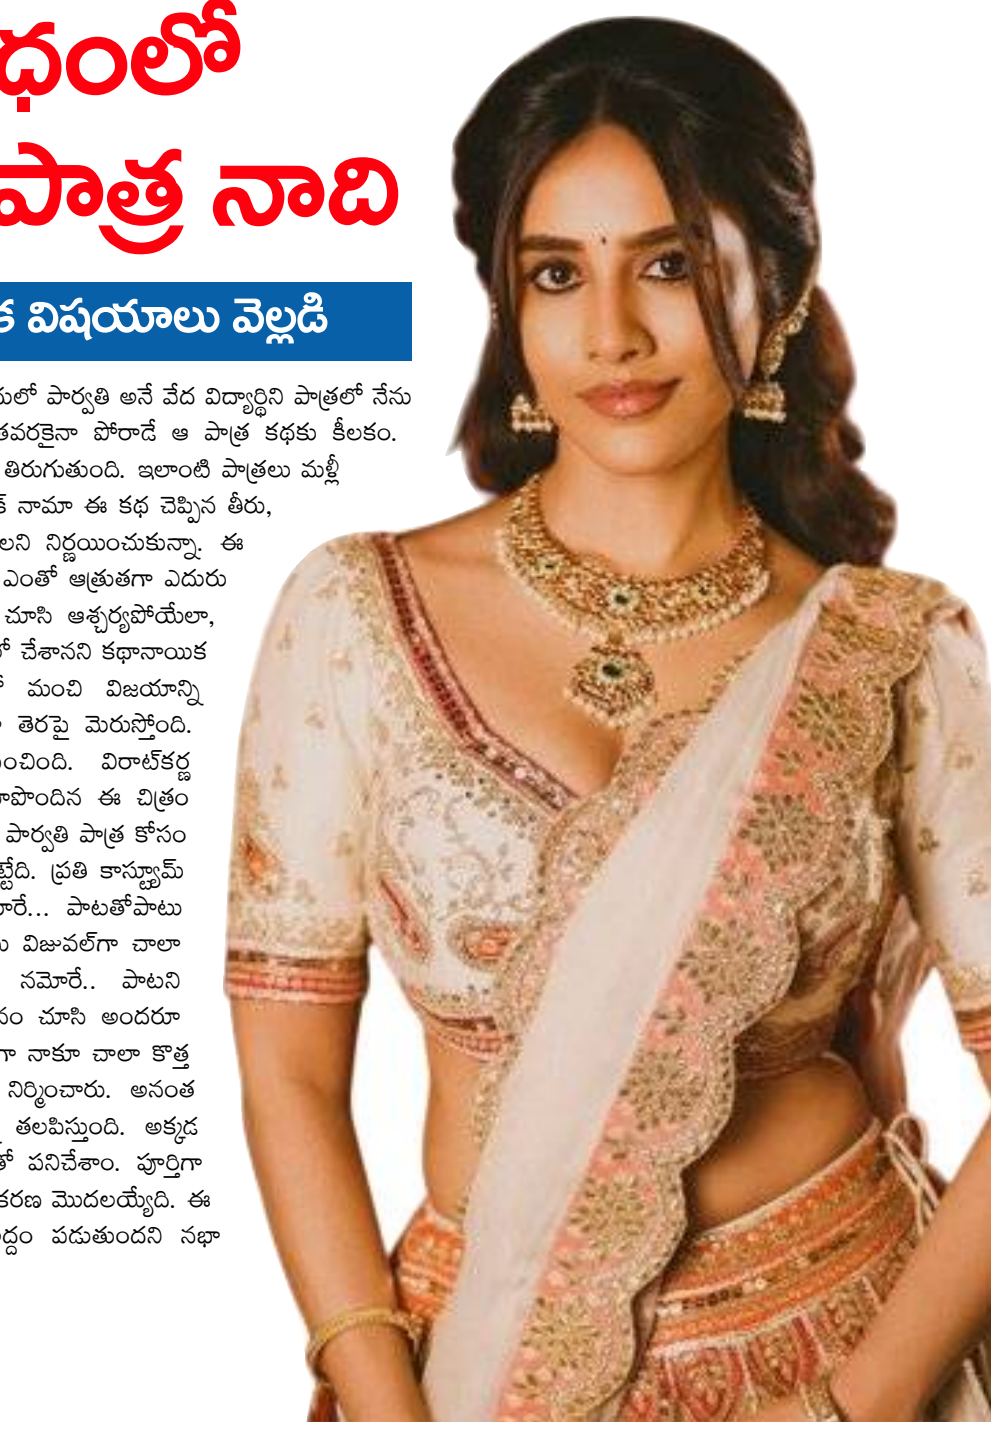 ధంలో
పాత్ర నాది
క విషయాలు వెల్లడి
పార్వతి అనే వేద విద్యార్థిని పాత్రలో నేను
తవరకైనా పోరాడే ఆ పాత్ర కథకు కీలకం.
తిరుగుతుంది. ఇలాంటి పాత్రలు మళ్లీ
క్ నామా ఈ కథ చెప్పిన తీరు,
లని నిర్ణయించుకున్నా. ఈ
ఎంతో ఆత్రుతగా ఎదురు
చూసి ఆశ్చర్యపోయేలా,
చేశానని కథానాయిక
మంచి విజయాన్ని
తెరపై మెరుస్తోంది.
ంచింది. విరాట్‌కర్ణ
పొందిన ఈ చిత్రం
పార్వతి పాత్ర కోసం
ట్టేది. ప్రతి కాస్ట్యూమ్
రే... పాటతోపాటు
విజువల్‌గా చాలా
నమోరే.. పాటని
నం చూసి అందరూ
గా నాకూ చాలా కొత్త
నిర్మించారు. అనంత
తలపిస్తుంది. అక్కడ
తో పనిచేశాం. పూర్తిగా
కరణ మొదలయ్యేది. ఈ
ద్దం పడుతుందని నభా